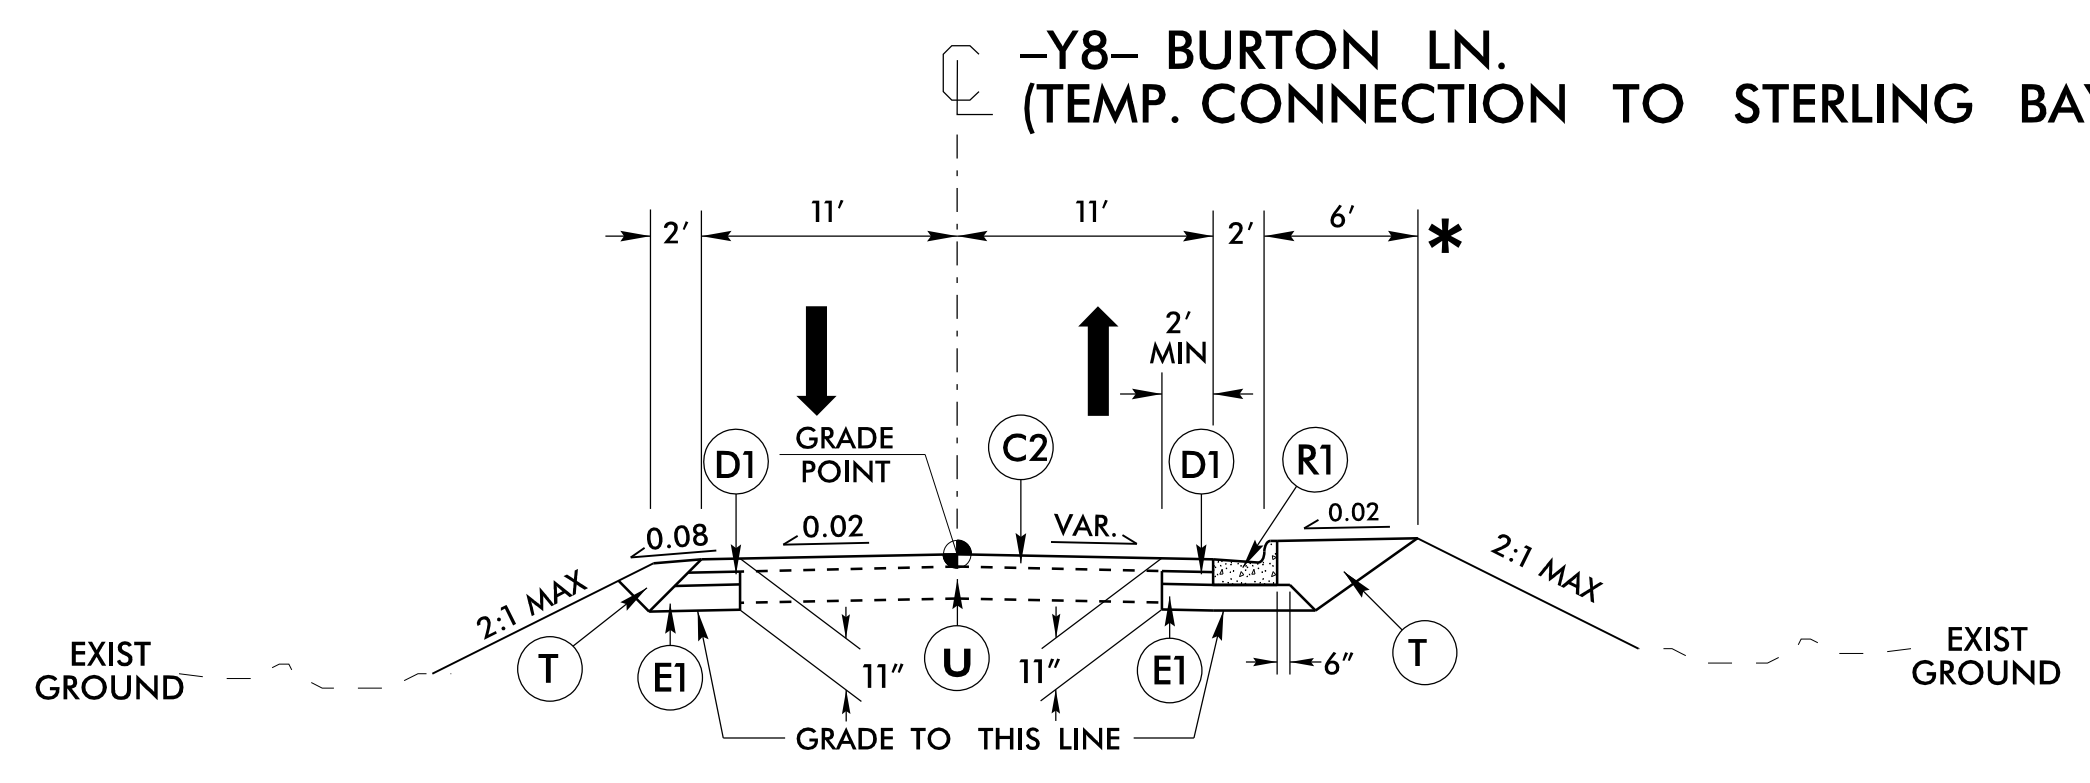 –Y8– BURTON LN.
(TEMP. CONNECTION TO STERLING
2′ 11′ 11′ 2′ 6′ *
2′
MIN
GRADE
POINT
D1 C2 D1 R1
0.08 0.02 VAR. 0.02
2:1 MAX 2:1 MAX
EXIST
GROUND
T E1 11″ U 11″ E1 6″ T
EXIST
GROUND
GRADE TO THIS LINE